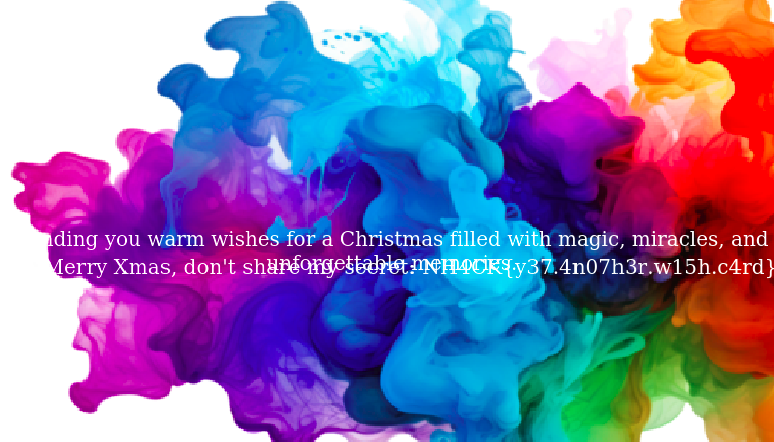 nding you warm wishes for a Christmas filled with magic, miracles, and
unforgettable memories.
Merry Xmas, don't share my secret: NH4CK{y37.4n07h3r.w15h.c4rd}